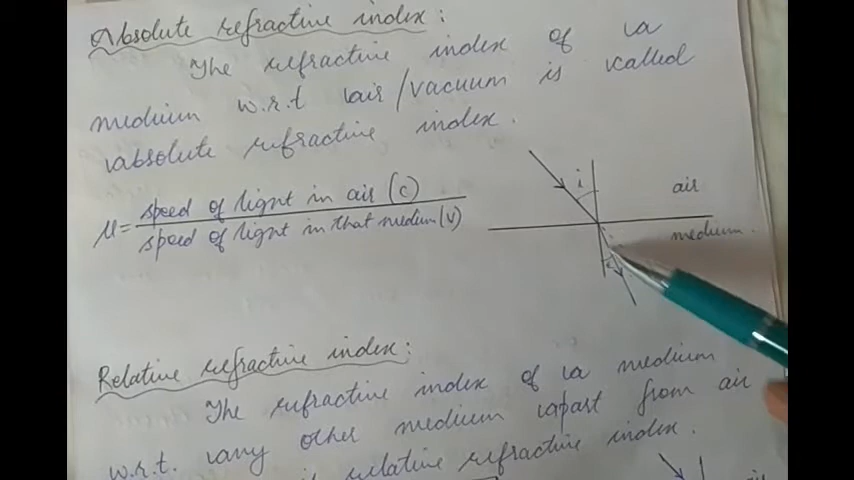 Absolute refractive index:
The refractive index of a
medium w.r.t air/vacuum is called
absolute refractive index.
i
air
μ = speed of light in air (c)
speed of light in that medium (v)
medium
Relative refractive index:
The refractive index of a medium
w.r.t. any other medium apart from air
is relative refractive index.